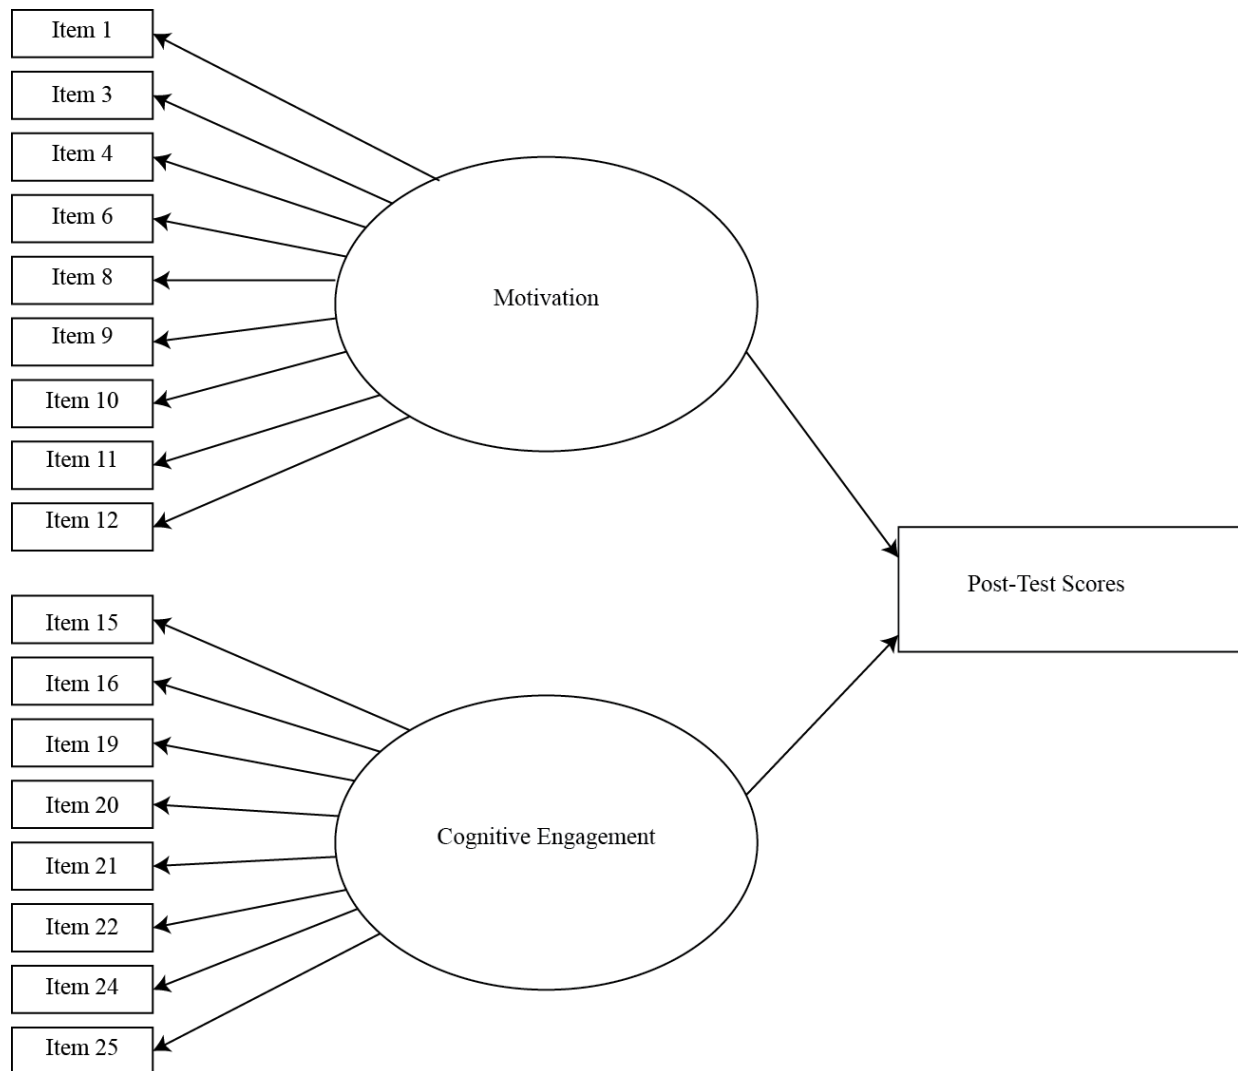 Item 1
Item 3
Item 4
Item 6
Item 8
Item 9
Item 10
Item 11
Item 12
Motivation
Post-Test Scores
Item 15
Item 16
Item 19
Item 20
Item 21
Item 22
Item 24
Item 25
Cognitive Engagement